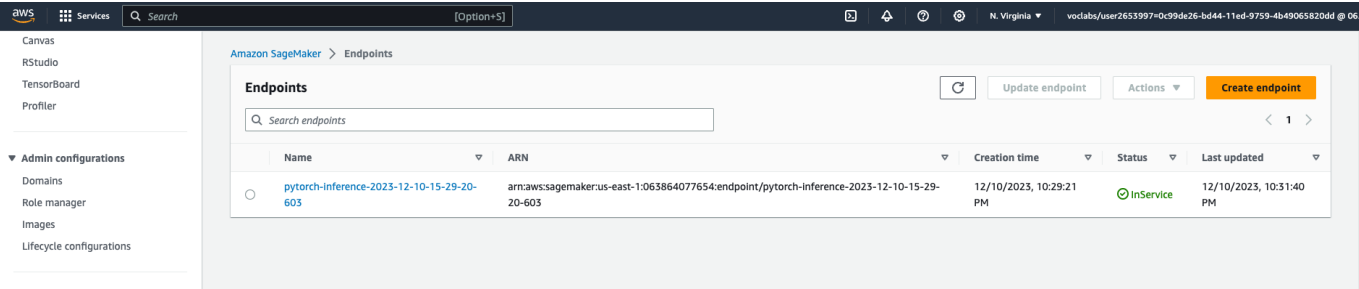 aws
Services
Search
[Option+S]
N. Virginia
voclabs/user2653997=0c99de26-bd44-11ed-9759-4b49065820dd @ 06
Canvas
RStudio
TensorBoard
Profiler
Admin configurations
Domains
Role manager
Images
Lifecycle configurations
Amazon SageMaker > Endpoints
Endpoints
Update endpoint
Actions
Create endpoint
Search endpoints
< 1 >
Name
ARN
Creation time
Status
Last updated
pytorch-inference-2023-12-10-15-29-20-
603
arn:aws:sagemaker:us-east-1:063864077654:endpoint/pytorch-inference-2023-12-10-15-29-
20-603
12/10/2023, 10:29:21
PM
InService
12/10/2023, 10:31:40
PM